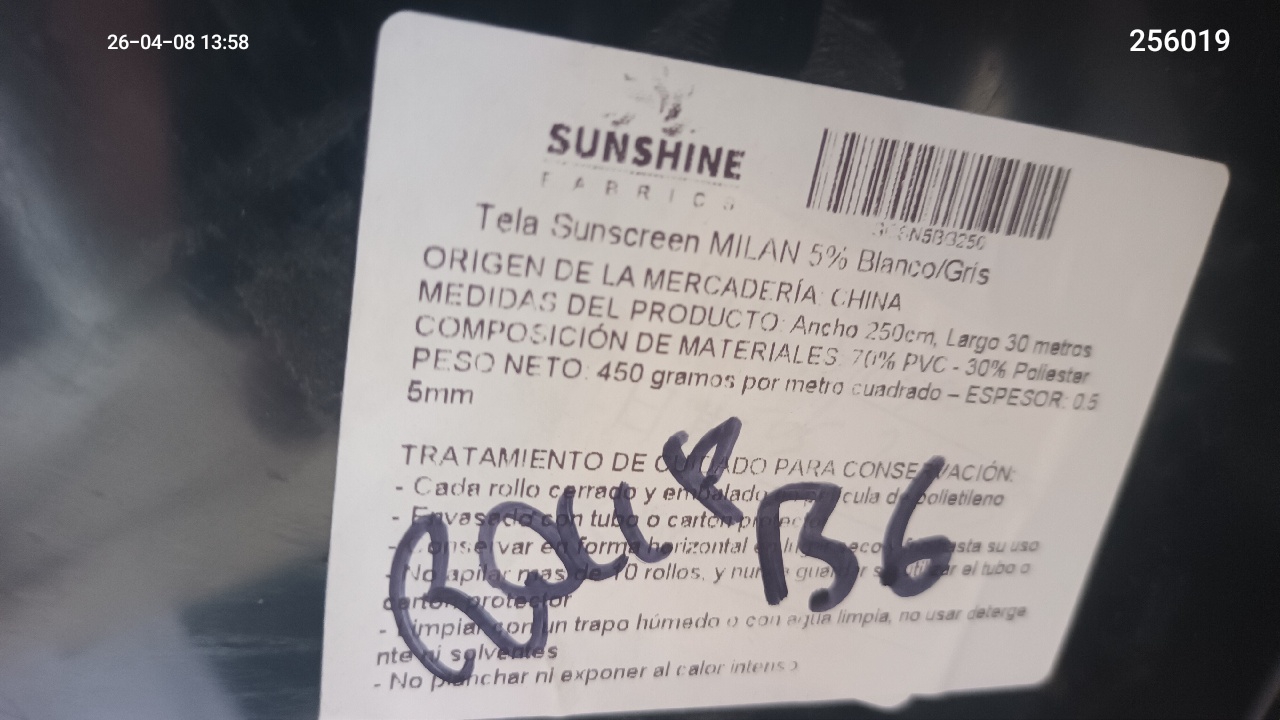 26-04-08 13:58
256019
SUNSHINE
FABRICS
Tela Sunscreen MILAN 5% Blanco/Gris
ORIGEN DE LA MERCADERÍA: CHINA
MEDIDAS DEL PRODUCTO: Ancho 250cm, Largo 30 metros
COMPOSICIÓN DE MATERIALES: 70% PVC - 30% Poliester
PESO NETO: 450 gramos por metro cuadrado – ESPESOR: 0.5
5mm
TRATAMIENTO DE CUIDADO PARA CONSERVACIÓN:
- Cada rollo cerrado y embalado película de polietileno
- Envasado con tubo o cartón protector
- Conservar en forma horizontal en seco hasta su uso
- No apilar mas de 10 rollos, y nunca guardar sin utilizar el tubo o
cartón protector
- Limpiar con un trapo húmedo o con agua limpia, no usar deterge
nte ni solventes
- No planchar ni exponer al calor intenso
B6